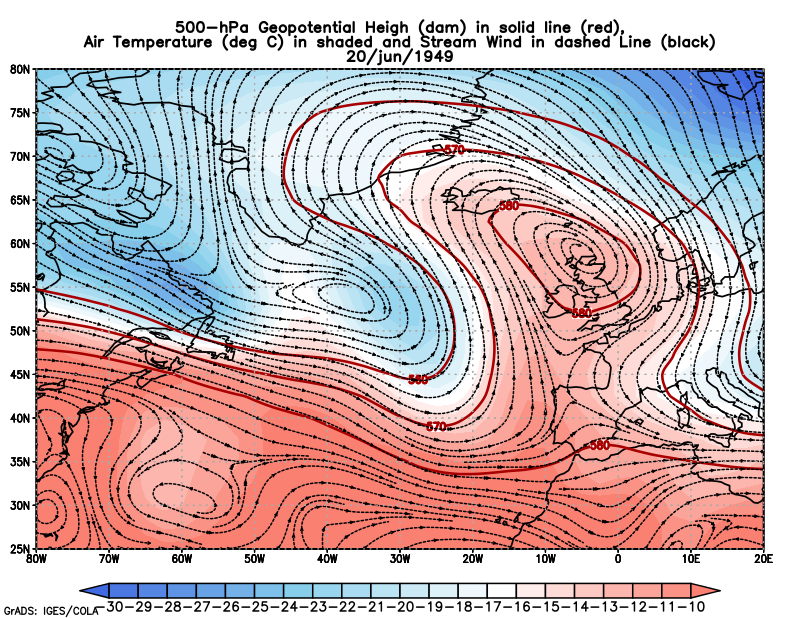 500-hPa Geopotential Heigh (dam) in solid line (red),
Air Temperature (deg C) in shaded and Stream Wind in dashed Line (black)
20/jun/1949
80N
75N
70N
65N
60N
55N
50N
45N
40N
35N
30N
25N
570
580
580
560
570
580
80W 70W 60W 50W 40W 30W 20W 10W 0 10E 20E
-30 -29 -28 -27 -26 -25 -24 -23 -22 -21 -20 -19 -18 -17 -16 -15 -14 -13 -12 -11 -10
GrADS: IGES/COLA